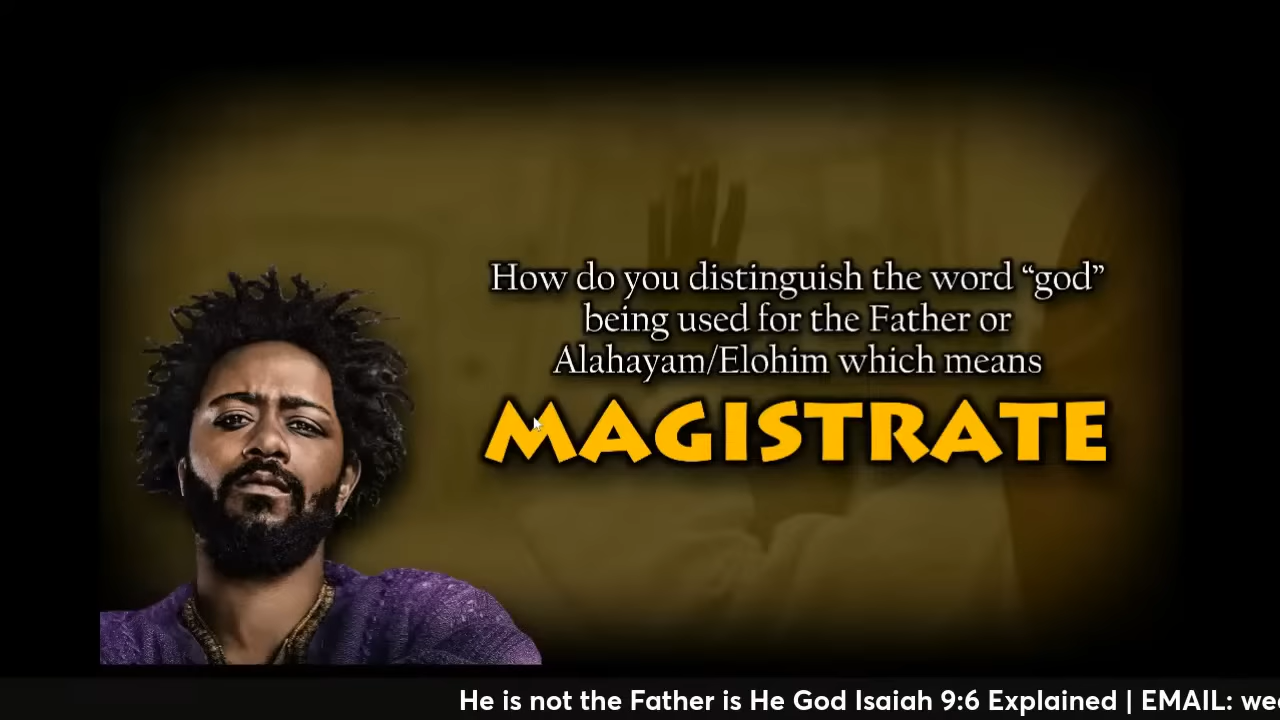 How do you distinguish the word “god”
being used for the Father or
Alahayam/Elohim which means
MAGISTRATE
He is not the Father is He God Isaiah 9:6 Explained | EMAIL: